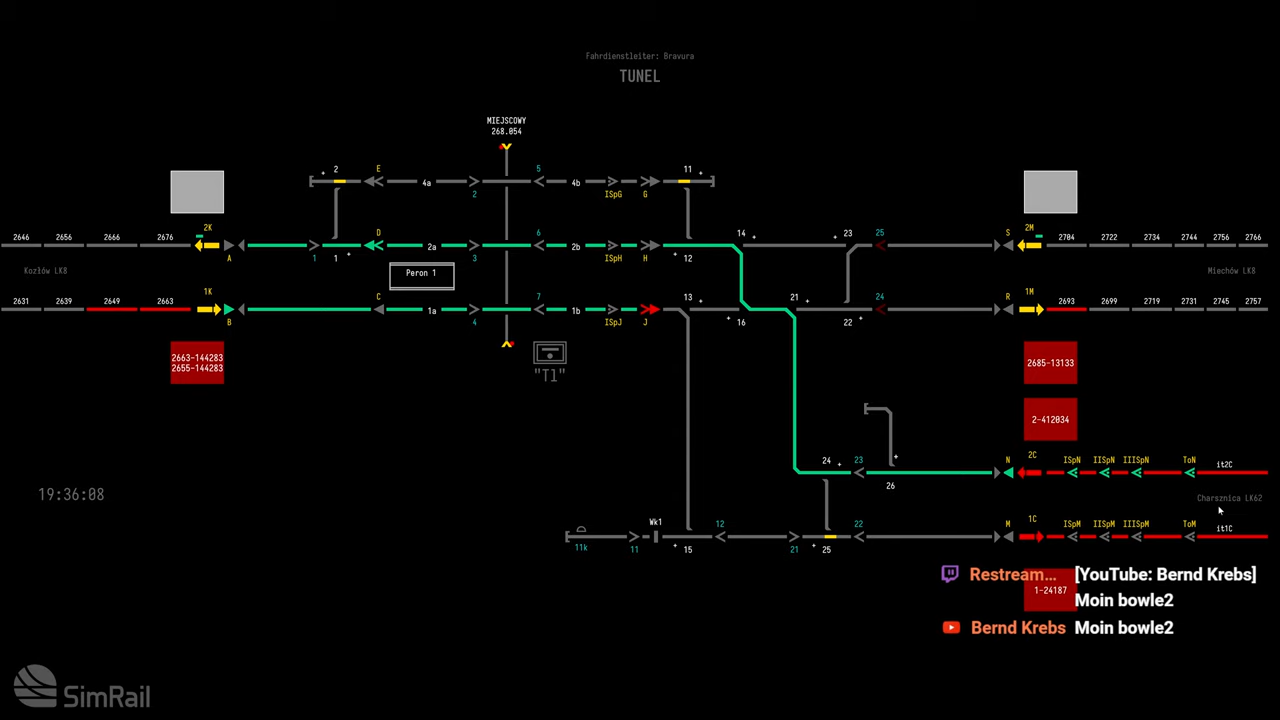 Fahrdienstleiter: Bravura
TUNEL
MIEJSCOWY
268.054
2 E 5 11
4a 4b
2 ISpG G
2K D 6 14 23 25 S 2M
2646 2656 2666 2676 2a 2b 2704 2722 2734 2744 2756 2766
A 1 1 3 ISpH H 12
Kozłów LK8 Peron 1 Miechów LK8
1K C 7 13 21 24 R 1M
2631 2639 2649 2663 1a 1b 2693 2699 2719 2731 2745 2757
B 4 ISpJ J 16 22
2663-144283
2655-144283
"T1"
2685-13133
2-412034
24 23 N 2C ISpN IISpN IIISpN ToN it2C
26
19:36:08
Charsznica LK62
Wk1 12 22 M 1C ISpM IISpM IIISpM ToM it1C
11k 11 15 21 25
1-24187
Restream... [YouTube: Bernd Krebs]
Moin bowle2
Bernd Krebs Moin bowle2
SimRail